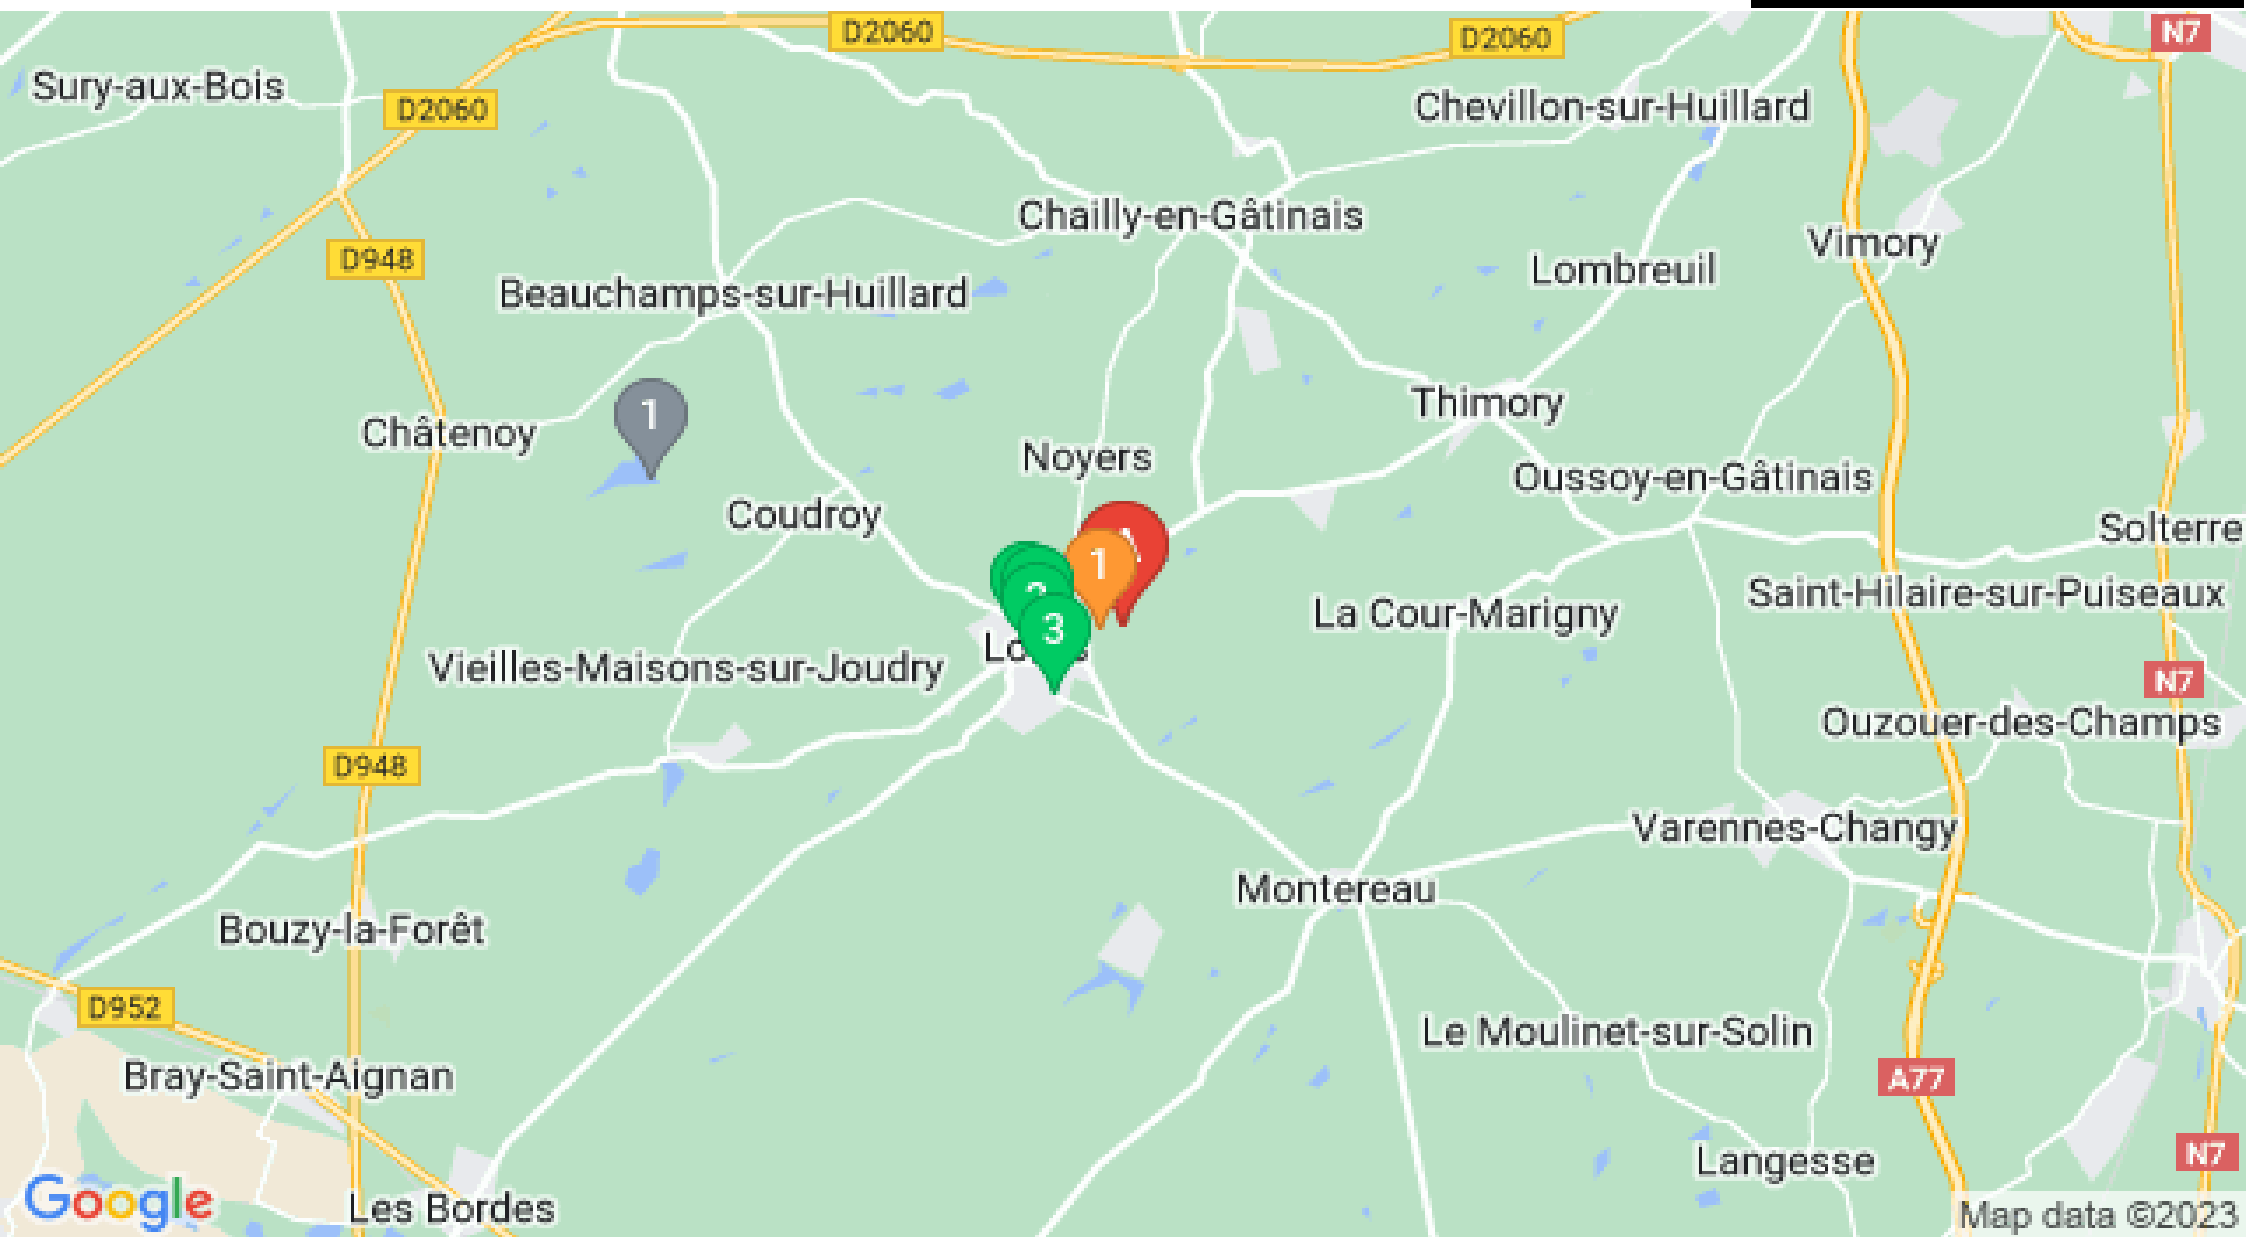 D2060
D2060
N7
Sury-aux-Bois
D2060
Chevillon-sur-Huillard
Chailly-en-Gâtinais
Vimory
D948
Lombreuil
Beauchamps-sur-Huillard
Thimory
1
Châtenoy
Noyers
Oussoy-en-Gâtinais
Coudroy
Solterre
1
Saint-Hilaire-sur-Puiseaux
La Cour-Marigny
3
Vieilles-Maisons-sur-Joudry
N7
Ouzouer-des-Champs
D948
Varennes-Changy
Montereau
Bouzy-la-Forêt
D952
Le Moulinet-sur-Solin
Bray-Saint-Aignan
A77
N7
Langesse
Google
Les Bordes
Map data ©2023